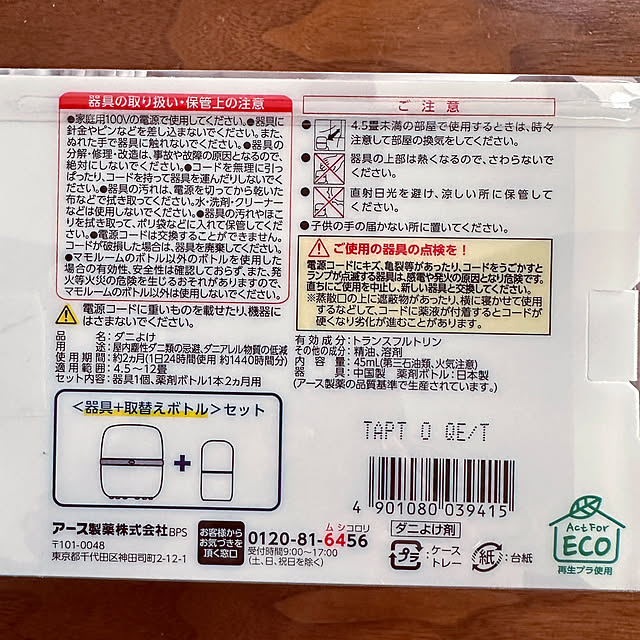 器具の取り扱い・保管上の注意
●家庭用100Vの電源で使用してください。●器具に
針金やピンなどを差し込まないでください。また、
ぬれた手で器具に触れないでください。●器具の
分解・修理・改造は、事故や故障の原因となるので、
絶対にしないでください。●コードを無理に引っ
ぱったり、コードを持って器具を運んだりしないで
ください。●器具の汚れは、電源を切ってから乾いた
布などで拭き取ってください。水・洗剤・クリーナー
などは使用しないでください。●器具の汚れやほこ
りを拭き取って、ポリ袋などに入れて保管してくだ
さい。●電源コードは交換することができません。
コードが破損した場合は、器具を廃棄してください。
●マモルームのボトル以外のボトルを使用した
場合の有効性、安全性は確認しておらず、また、発
火等火災の危険を生じるおそれがありますので、
マモルームのボトル以外は使用しないでください。
電源コードに重いものを載せたり、機器に
はさまないでください。
品名:ダニよけ
用途:屋内塵性ダニ類の忌避、ダニアレル物質の低減
使用期間:約2ヵ月(1日24時間使用 約1440時間分)
適用範囲:4.5〜12畳
セット内容:器具1個、薬剤ボトル1本2ヵ月用
<器具+取替えボトル>セット
+
アース製薬株式会社 BPS
〒101-0048
東京都千代田区神田司町2-12-1
お客様から
お気づきを
頂く窓口
ムシコロリ
0120-81-6456
受付時間9:00〜17:00
(土、日、祝日を除く)
ご注意
●4.5畳未満の部屋で使用するときは、時々
注意して部屋の換気をしてください。
●器具の上部は熱くなるので、さわらないで
ください。
●直射日光を避け、涼しい所に保管して
ください。
●子供の手の届かない所に置いてください。
ご使用の器具の点検を!
電源コードにキズ、亀裂等があったり、コードをうごかすと
ランプが点滅する器具は、感電や発火の原因となり危険です。
直ちにご使用を中止し、新しい器具と交換してください。
※蒸散口の上に遮蔽物があったり、横に寝かせて使用
するなどして、コードに薬液が付着するとコードが
硬くなり劣化が進むことがあります。
有効成分:トランスフルトリン
その他の成分:精油、溶剤
内容量:45mL(第三石油類、火気注意)
器具:中国製 薬剤ボトル:日本製
(アース製薬の品質基準で生産されています。)
TAPT O QE/T
4 901080 039415
ダニよけ剤
プラ
:ケース
トレー
紙
:台紙
Act For
ECO
再生プラ使用